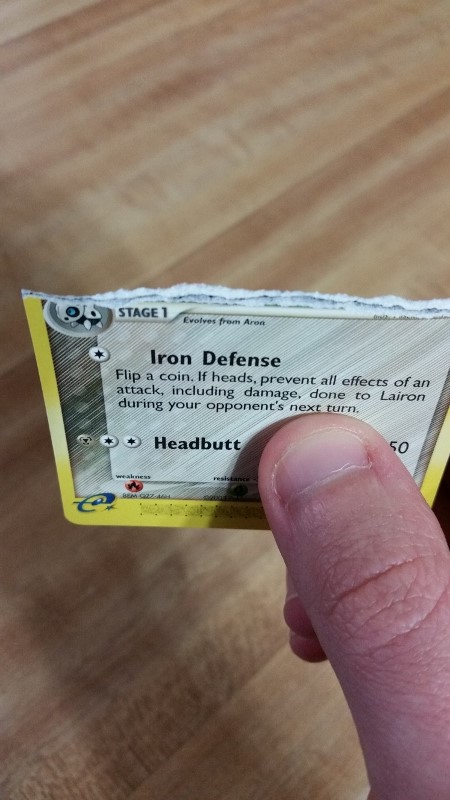 STAGE 1
Evolves from Aron
Iron Defense
Flip a coin. If heads, prevent all effects of an
attack, including damage, done to Lairon
during your opponent's next turn.
Headbutt 50
weakness resistance
e